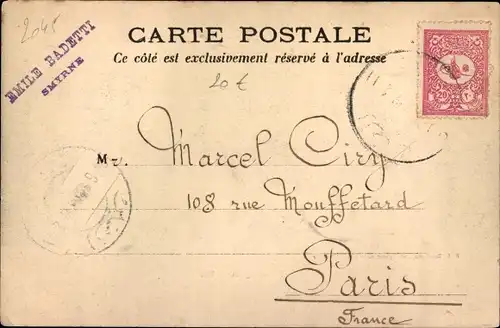 2045
CARTE POSTALE
Ce côté est exclusivement réservé à l'adresse
EMILE BADETTI
SMYRNE
20 €
Mr. Marcel Ciry
108 rue Mouffetard
Paris
France
20